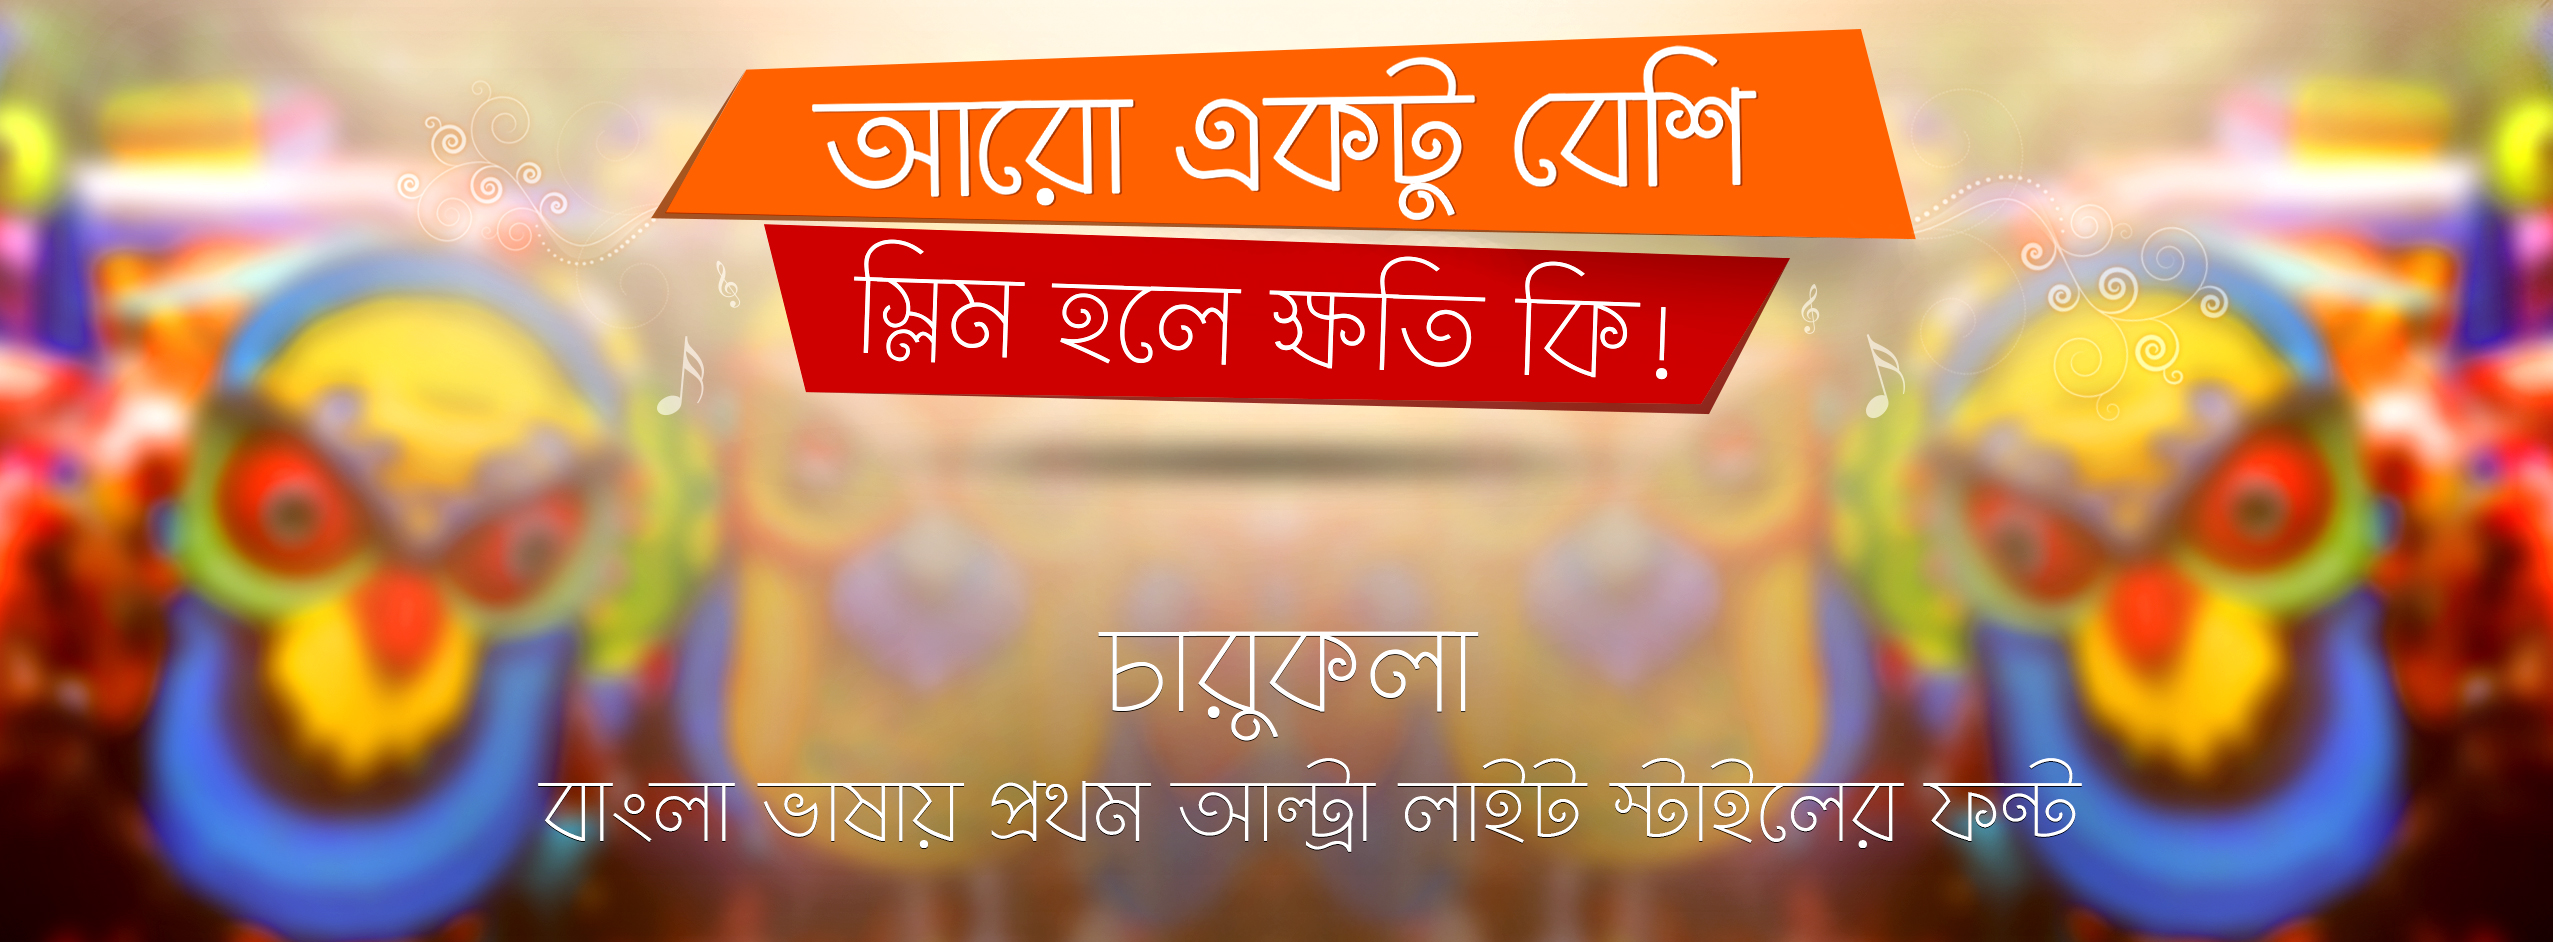 আরো একটু বেশি
স্লিম হলে ক্ষতি কি!
চারুকলা
বাংলা ভাষায় প্রথম আল্ট্রা লাইট স্টাইলের ফন্ট